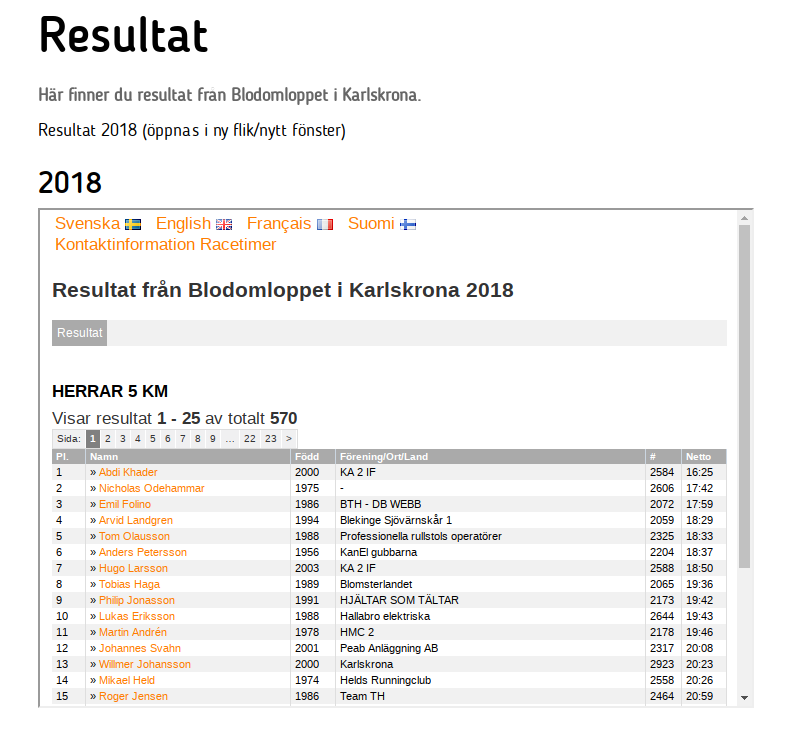 Resultat
Här finner du resultat från Blodomloppet i Karlskrona.
Resultat 2018 (öppnas i ny flik/nytt fönster)
2018
Svenska English Français Suomi
Kontaktinformation Racetimer
Resultat från Blodomloppet i Karlskrona 2018
Resultat
HERRAR 5 KM
Visar resultat 1 - 25 av totalt 570
Sida: 1 2 3 4 5 6 7 8 9 ... 22 23 >
Pl. Namn Född Förening/Ort/Land # Netto
1 » Abdi Khader 2000 KA 2 IF 2584 16:25
2 » Nicholas Odehammar 1975 - 2606 17:42
3 » Emil Folino 1986 BTH - DB WEBB 2072 17:59
4 » Arvid Landgren 1994 Blekinge Sjövärnskår 1 2059 18:29
5 » Tom Olausson 1988 Professionella rullstols operatörer 2325 18:33
6 » Anders Petersson 1956 KanEl gubbarna 2204 18:37
7 » Hugo Larsson 2003 KA 2 IF 2588 18:50
8 » Tobias Haga 1989 Blomsterlandet 2065 19:36
9 » Philip Jonasson 1991 HJÄLTAR SOM TÄLTAR 2173 19:42
10 » Lukas Eriksson 1988 Hallabro elektriska 2644 19:43
11 » Martin Andrén 1978 HMC 2 2178 19:46
12 » Johannes Svahn 2001 Peab Anläggning AB 2317 20:08
13 » Willmer Johansson 2000 Karlskrona 2923 20:23
14 » Mikael Held 1974 Helds Runningclub 2558 20:26
15 » Roger Jensen 1986 Team TH 2464 20:59